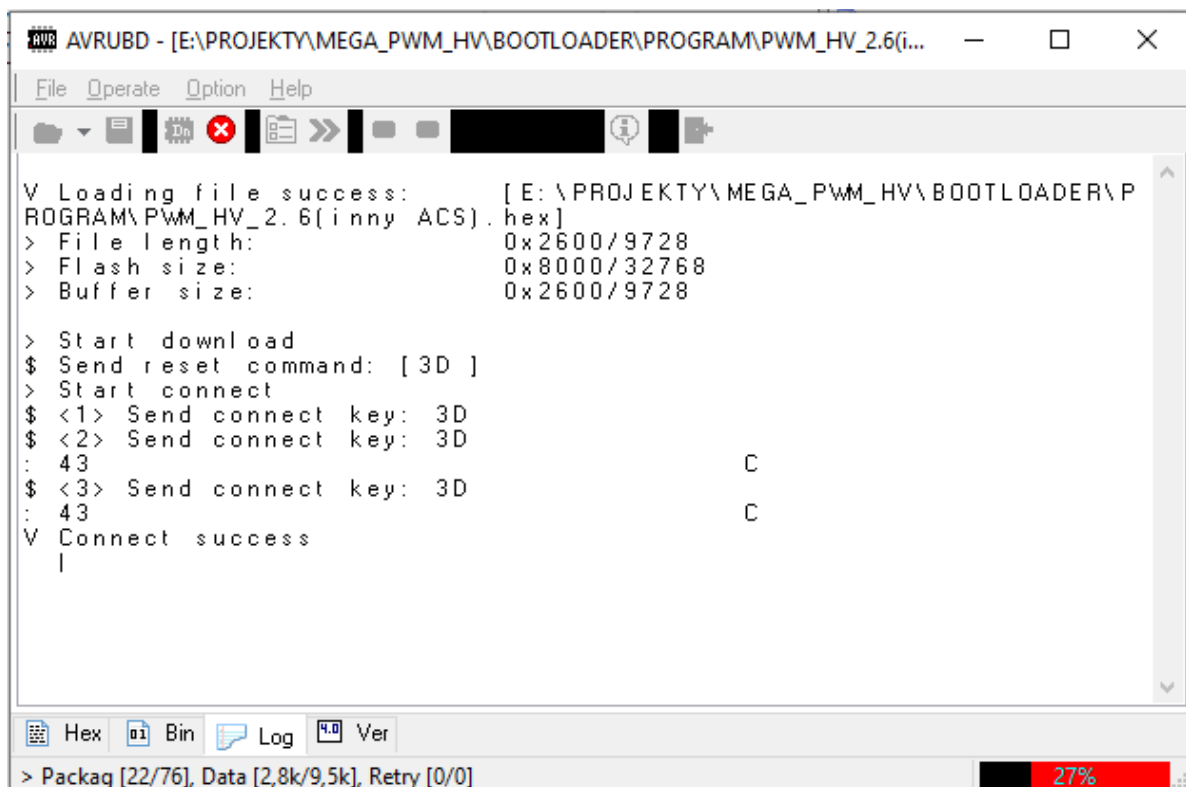 AVRUBD - [E:\PROJEKTY\MEGA_PWM_HV\BOOTLOADER\PROGRAM\PWM_HV_2.6(i...
File Operate Option Help
V Loading file success: [E:\PROJEKTY\MEGA_PWM_HV\BOOTLOADER\P
ROGRAM\PWM_HV_2.6(inny ACS).hex]
> File length: 0x2600/9728
> Flash size: 0x8000/32768
> Buffer size: 0x2600/9728
> Start download
$ Send reset command: [3D ]
> Start connect
$ <1> Send connect key: 3D
$ <2> Send connect key: 3D
: 43 C
$ <3> Send connect key: 3D
: 43 C
V Connect success
Hex Bin Log 4.0 Ver
> Packag [22/76], Data [2,8k/9,5k], Retry [0/0] 27%